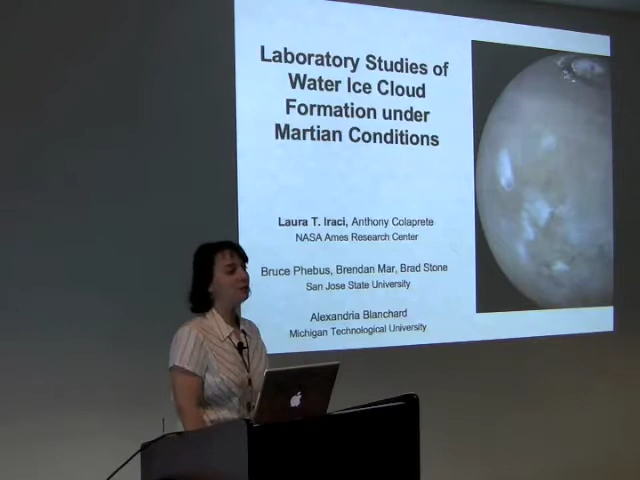 Laboratory Studies of
Water Ice Cloud
Formation under
Martian Conditions
Laura T. Iraci, Anthony Colaprete
NASA Ames Research Center
Bruce Phebus, Brendan Mar, Brad Stone
San Jose State University
Alexandria Blanchard
Michigan Technological University